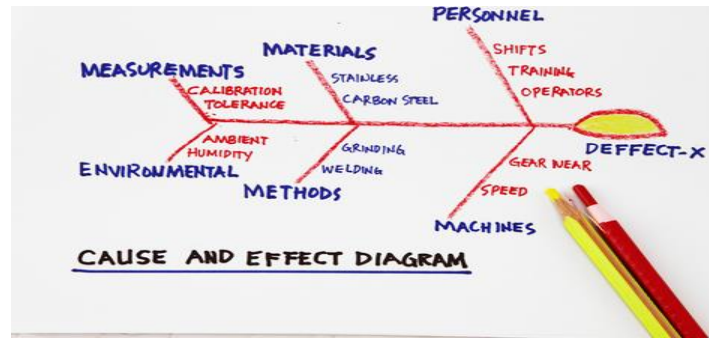 PERSONNEL
SHIFTS
TRAINING
OPERATORS
MATERIALS
STAINLESS
CARBON STEEL
MEASUREMENTS
CALIBRATION
TOLERANCE
AMBIENT
HUMIDITY
ENVIRONMENTAL
GRINDING
WELDING
METHODS
GEAR NEAR
SPEED
MACHINES
DEFFECT-X
CAUSE AND EFFECT DIAGRAM